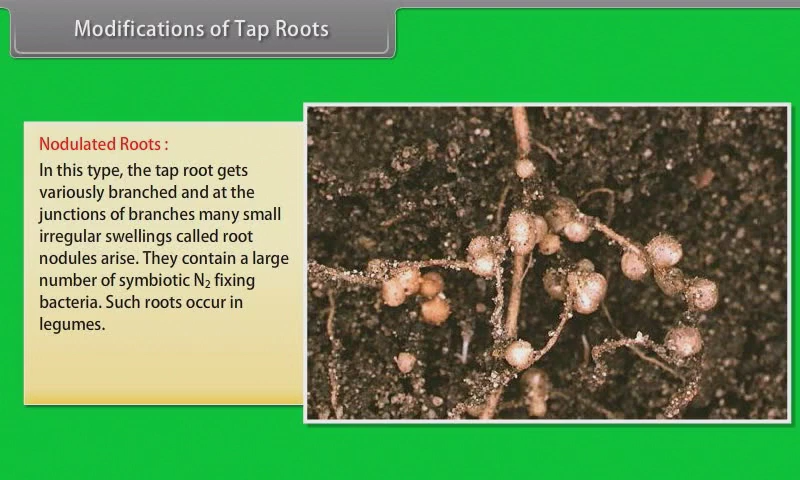 Modifications of Tap Roots
Nodulated Roots :
In this type, the tap root gets
variously branched and at the
junctions of branches many small
irregular swellings called root
nodules arise. They contain a large
number of symbiotic N₂ fixing
bacteria. Such roots occur in
legumes.